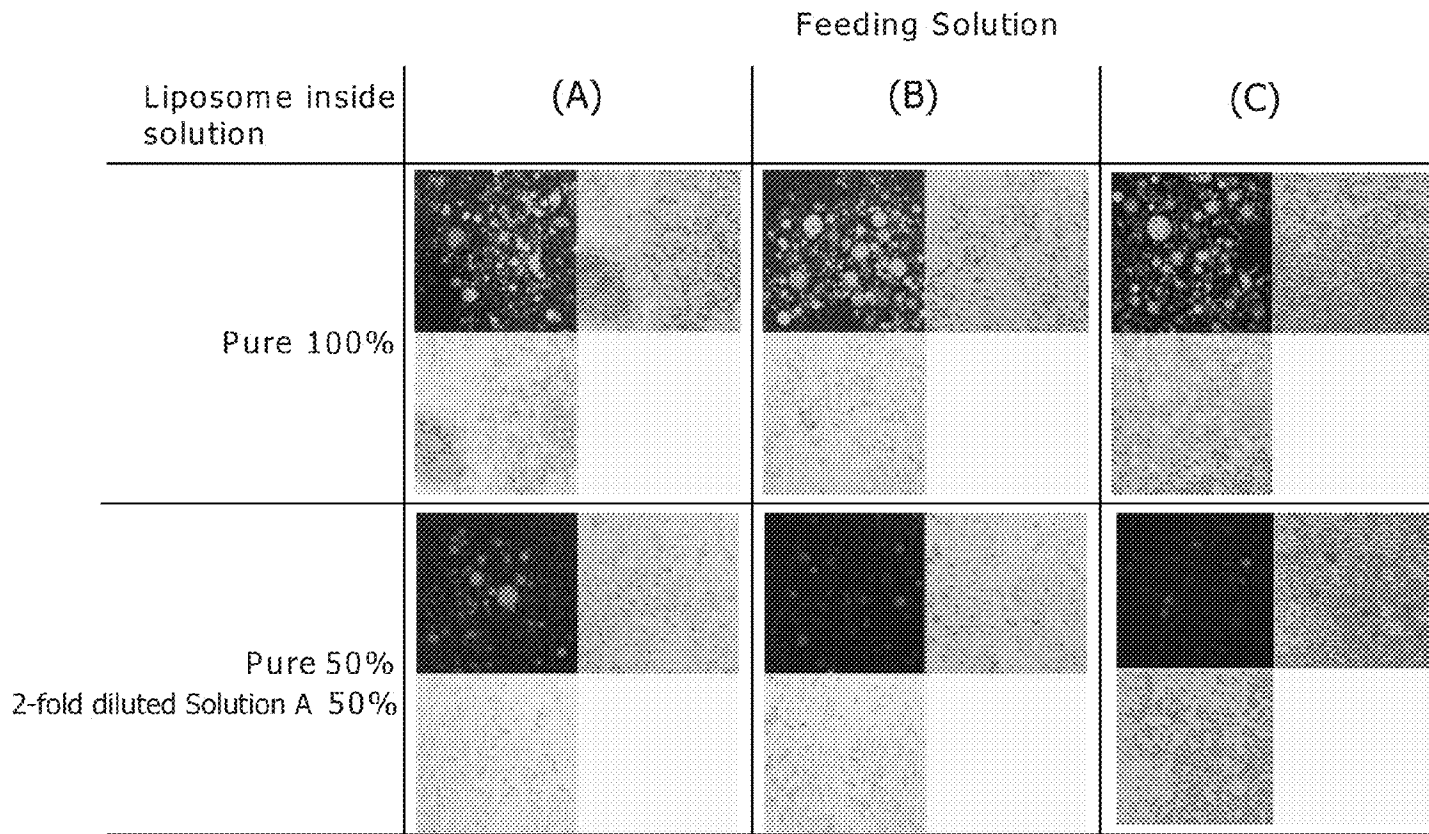 Feeding Solution
Liposome inside
solution
(A)
(B)
(C)
Pure 100%
Pure 50%
2-fold diluted Solution A 50%